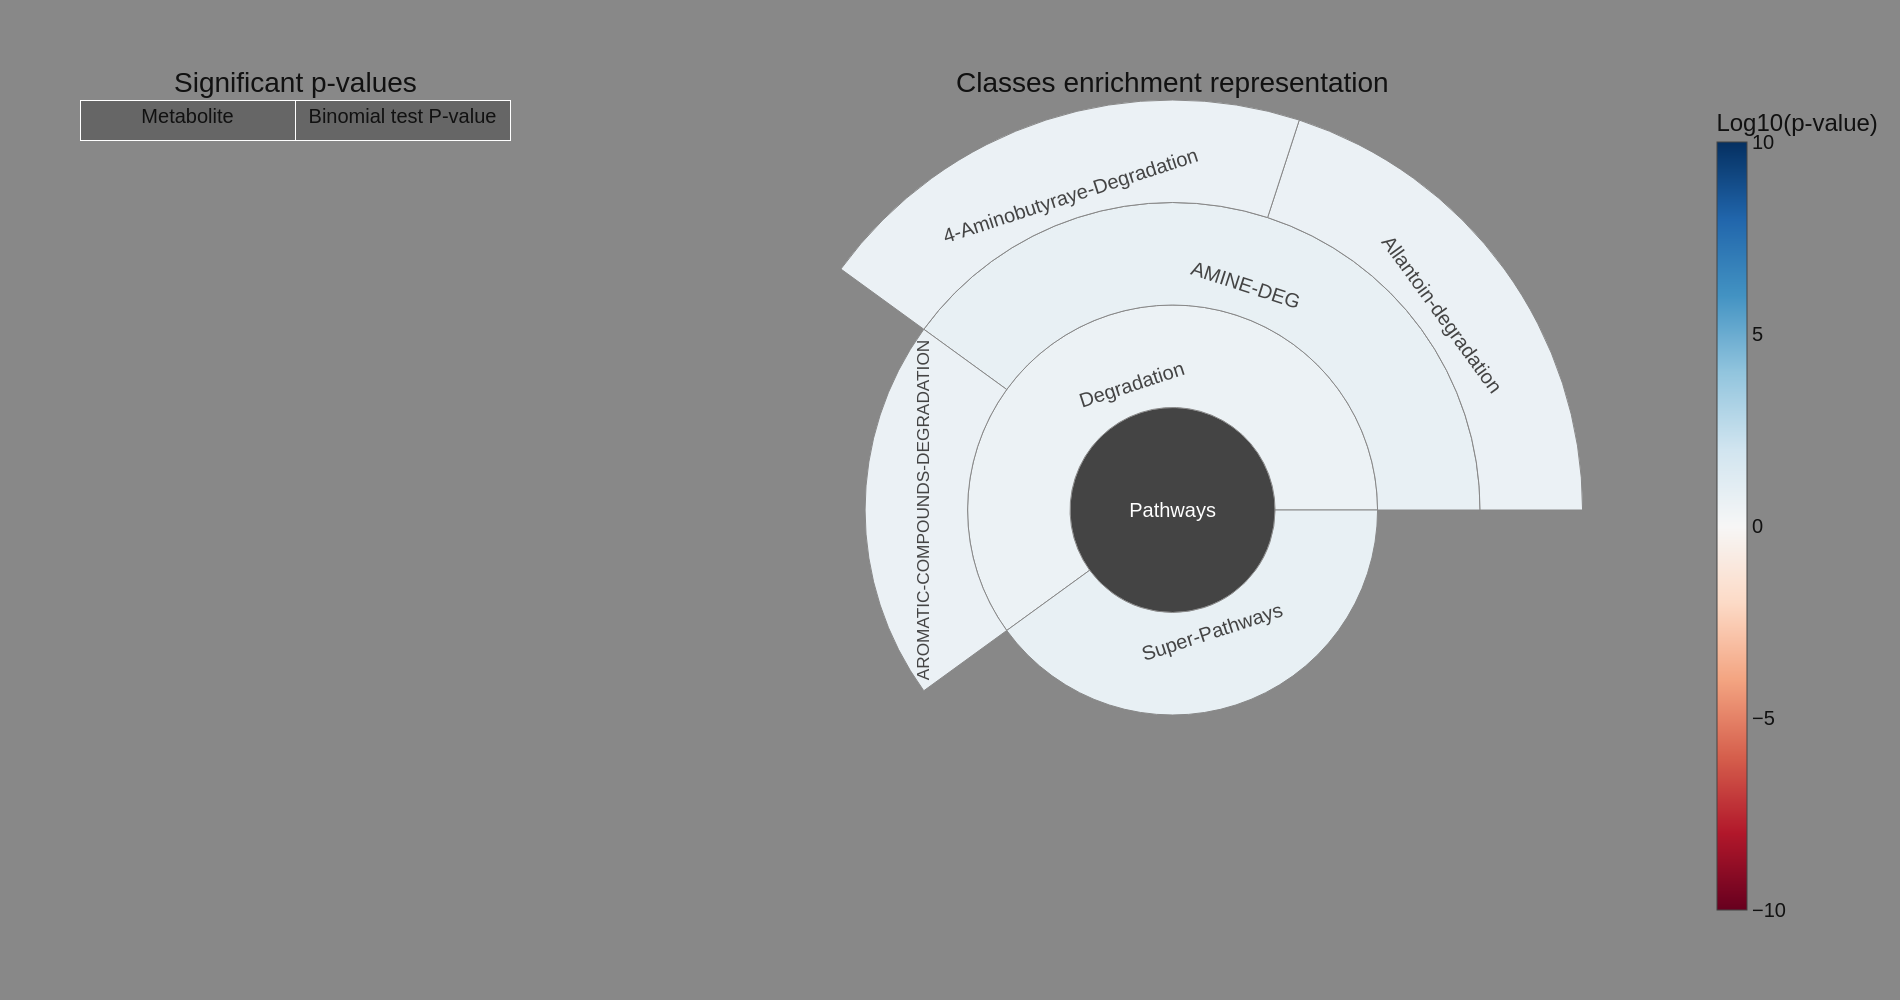 Significant p-values
Metabolite
Binomial test P-value
Classes enrichment representation
4-Aminobutyraye-Degradation
Allantoin-degradation
AMINE-DEG
AROMATIC-COMPOUNDS-DEGRADATION
Degradation
Pathways
Super-Pathways
Log10(p-value)
10
5
0
−5
−10